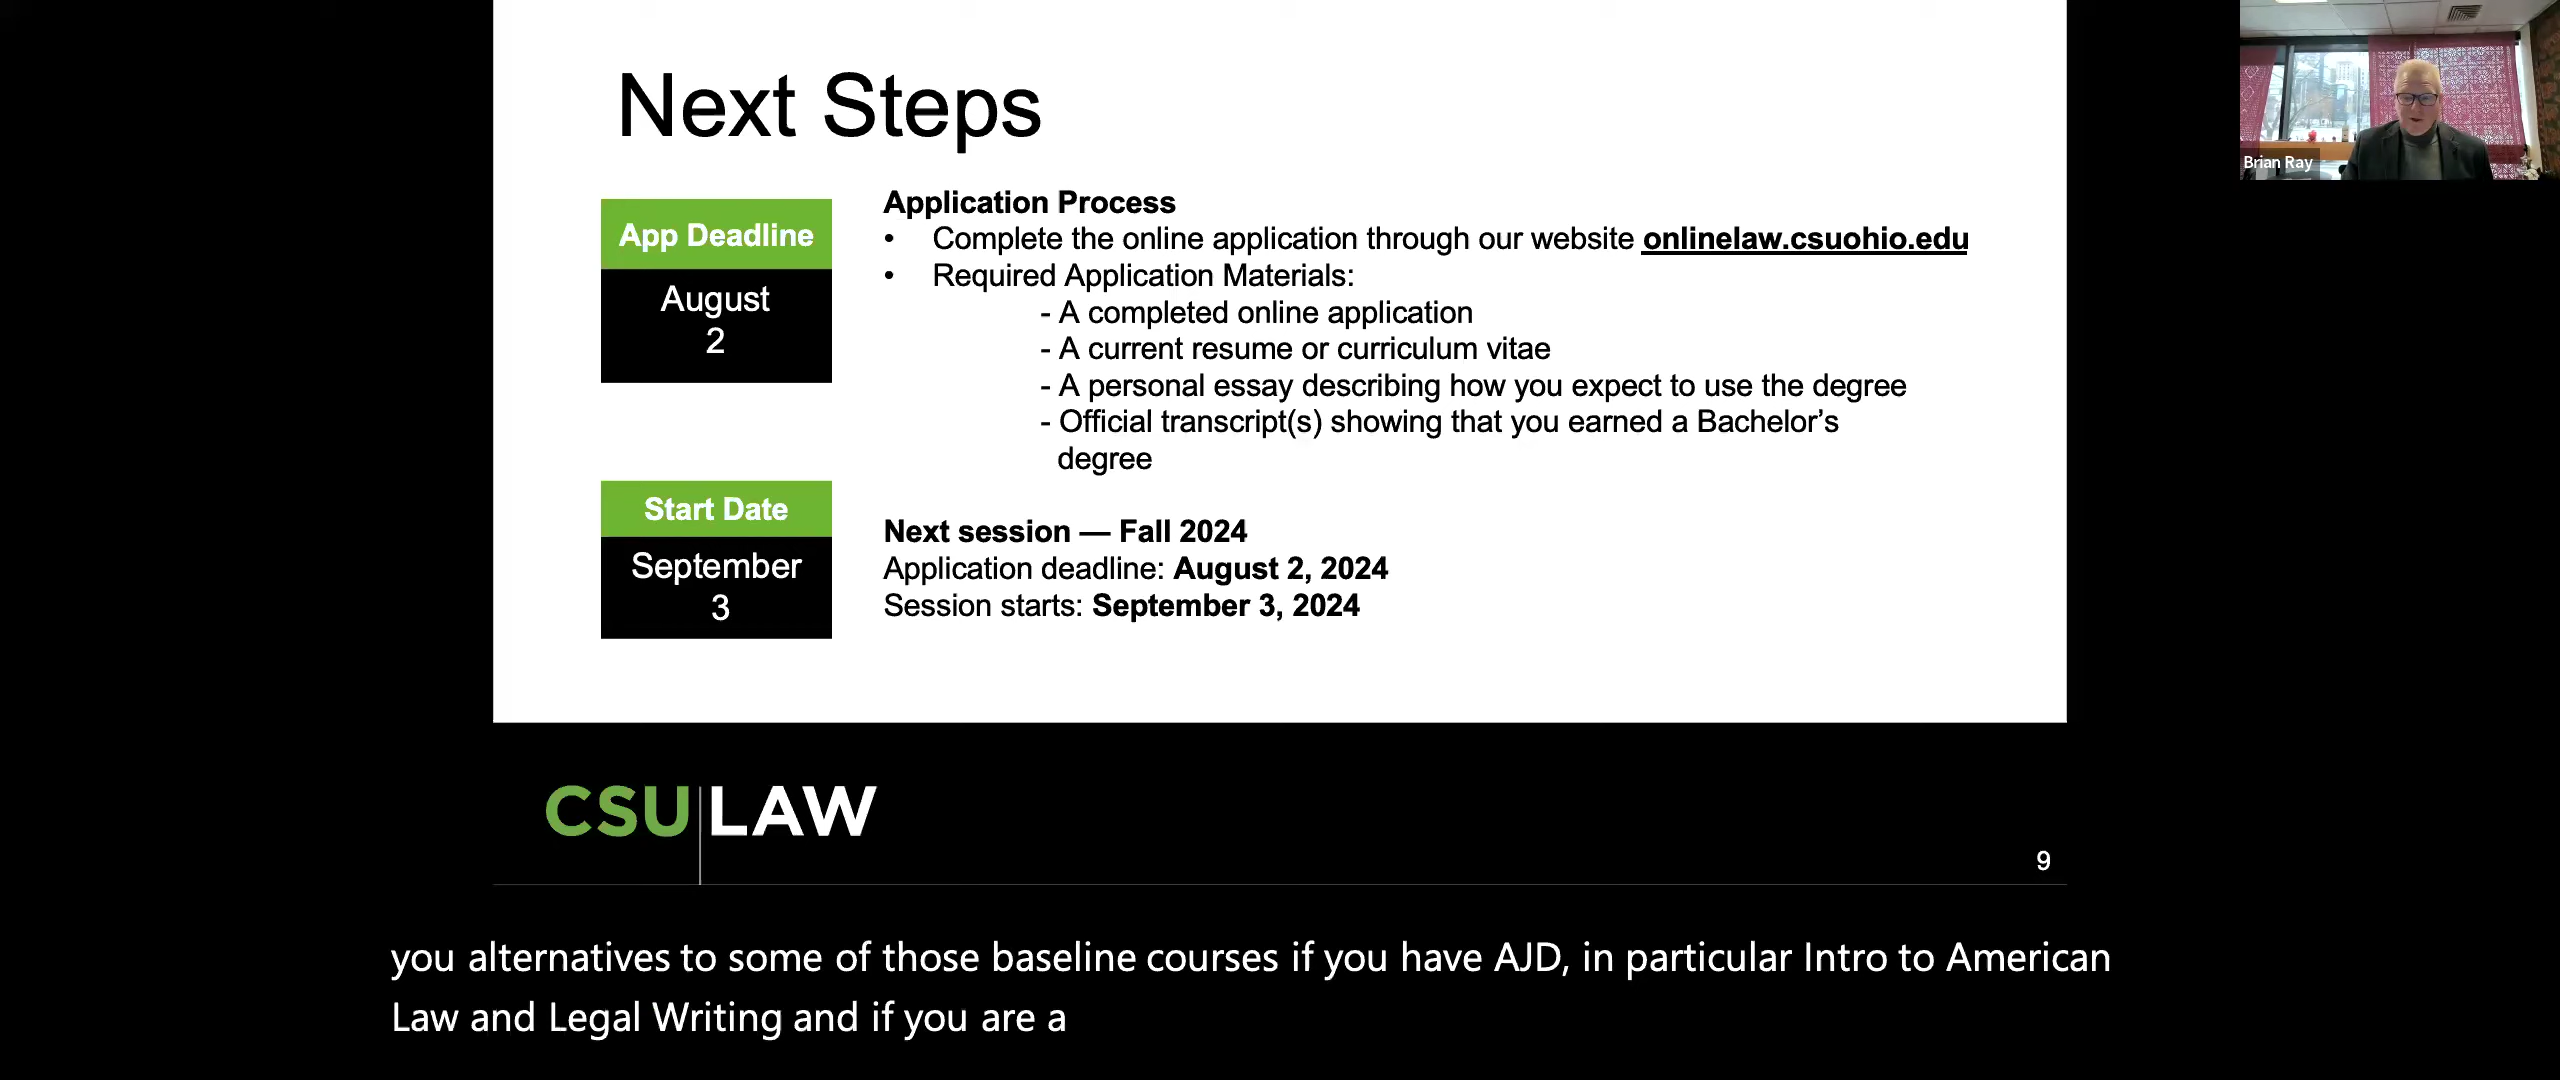 Next Steps
App Deadline
August
2
Application Process
• Complete the online application through our website onlinelaw.csuohio.edu
• Required Application Materials:
- A completed online application
- A current resume or curriculum vitae
- A personal essay describing how you expect to use the degree
- Official transcript(s) showing that you earned a Bachelor’s
degree
Start Date
September
3
Next session — Fall 2024
Application deadline: August 2, 2024
Session starts: September 3, 2024
Brian Ray
CSU LAW
9
you alternatives to some of those baseline courses if you have AJD, in particular Intro to American
Law and Legal Writing and if you are a